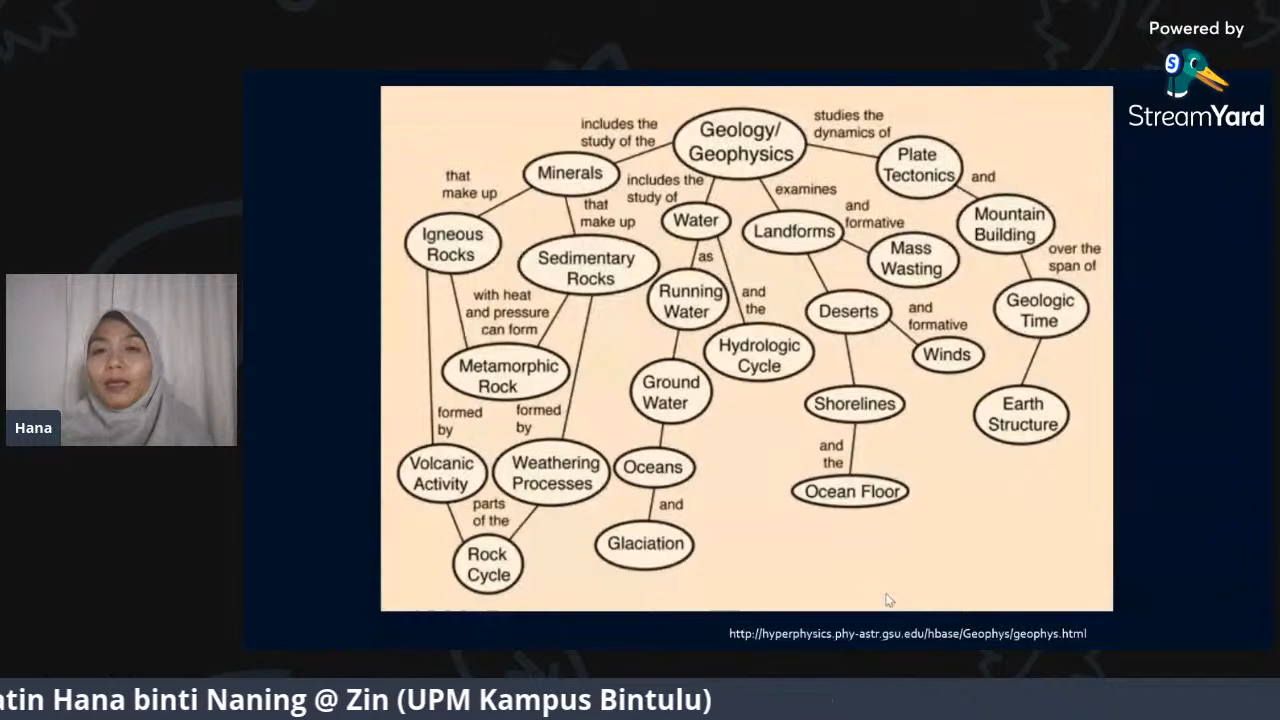 Powered by
StreamYard
includes the
study of the
Geology/
Geophysics
studies the
dynamics of
Plate
Tectonics
and
Mountain
Building
over the
span of
Geologic
Time
Earth
Structure
that
make up
Minerals
that
make up
Igneous
Rocks
Sedimentary
Rocks
with heat
and pressure
can form
Metamorphic
Rock
formed
by
formed
by
Volcanic
Activity
Weathering
Processes
parts
of the
Rock
Cycle
includes the
study of
Water
as
Running
Water
and
the
Hydrologic
Cycle
Ground
Water
Oceans
and
Glaciation
examines
Landforms
and
formative
Mass
Wasting
Deserts
and
formative
Winds
Shorelines
and
the
Ocean Floor
Hana
http://hyperphysics.phy-astr.gsu.edu/hbase/Geophys/geophys.html
atin Hana binti Naning @ Zin (UPM Kampus Bintulu)